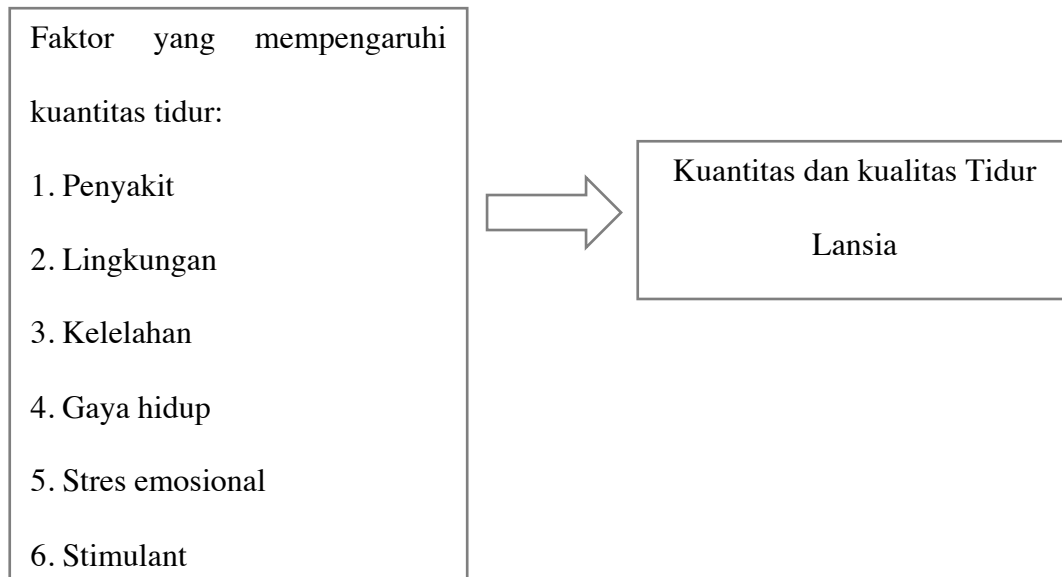 Faktor yang mempengaruhi
kuantitas tidur:
1. Penyakit
2. Lingkungan
3. Kelelahan
4. Gaya hidup
5. Stres emosional
6. Stimulant
Kuantitas dan kualitas Tidur
Lansia